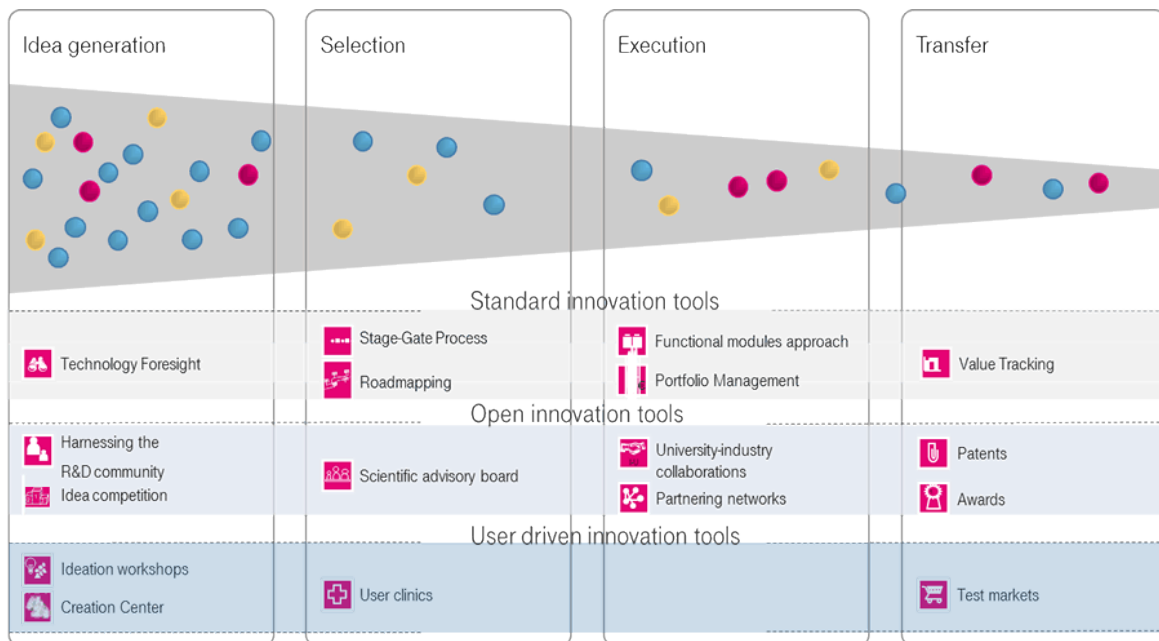 Idea generation
Selection
Execution
Transfer
Standard innovation tools
Technology Foresight
Stage-Gate Process
Roadmapping
Functional modules approach
Portfolio Management
Value Tracking
Open innovation tools
Harnessing the
R&D community
Idea competition
Scientific advisory board
University-industry
collaborations
Partnering networks
Patents
Awards
User driven innovation tools
Ideation workshops
Creation Center
User clinics
Test markets